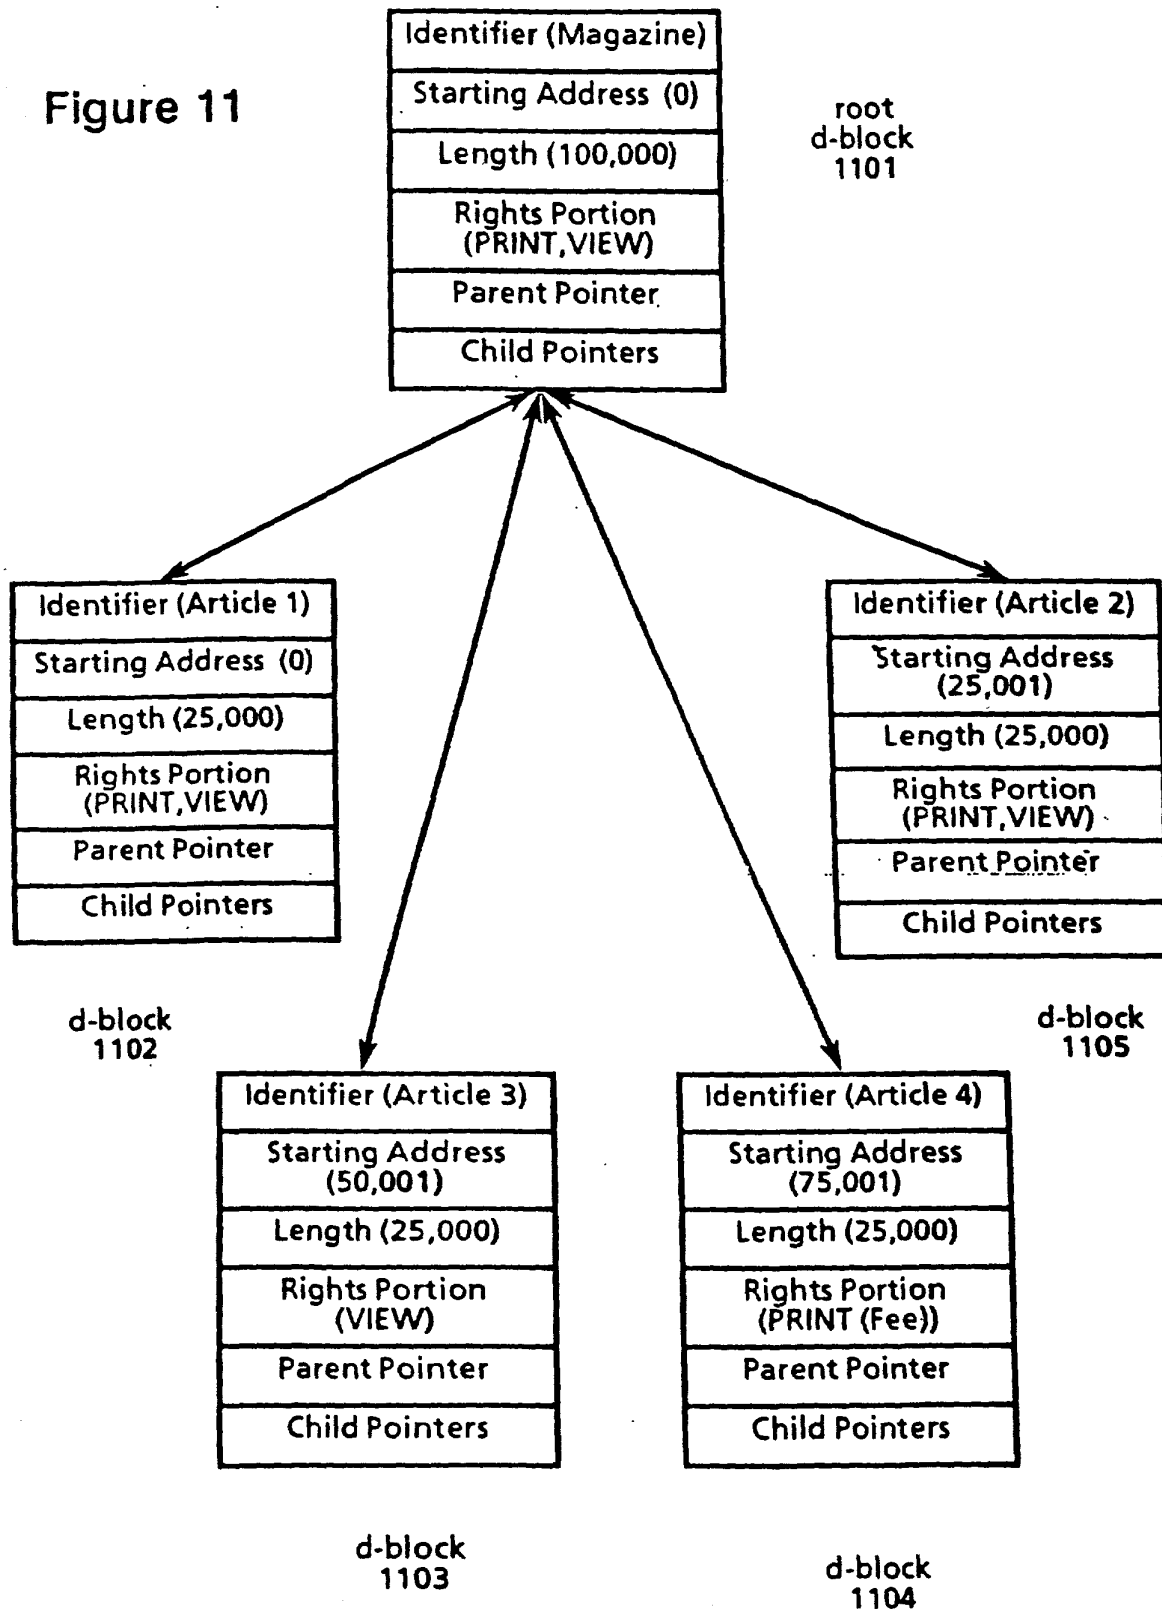 Figure 11
Identifier (Magazine)
Starting Address (0)
Length (100,000)
Rights Portion
(PRINT,VIEW)
Parent Pointer
Child Pointers
root
d-block
1101
Identifier (Article 1)
Starting Address (0)
Length (25,000)
Rights Portion
(PRINT,VIEW)
Parent Pointer
Child Pointers
d-block
1102
Identifier (Article 2)
Starting Address
(25,001)
Length (25,000)
Rights Portion
(PRINT,VIEW)
Parent Pointer
Child Pointers
d-block
1105
Identifier (Article 3)
Starting Address
(50,001)
Length (25,000)
Rights Portion
(VIEW)
Parent Pointer
Child Pointers
d-block
1103
Identifier (Article 4)
Starting Address
(75,001)
Length (25,000)
Rights Portion
(PRINT (Fee))
Parent Pointer
Child Pointers
d-block
1104